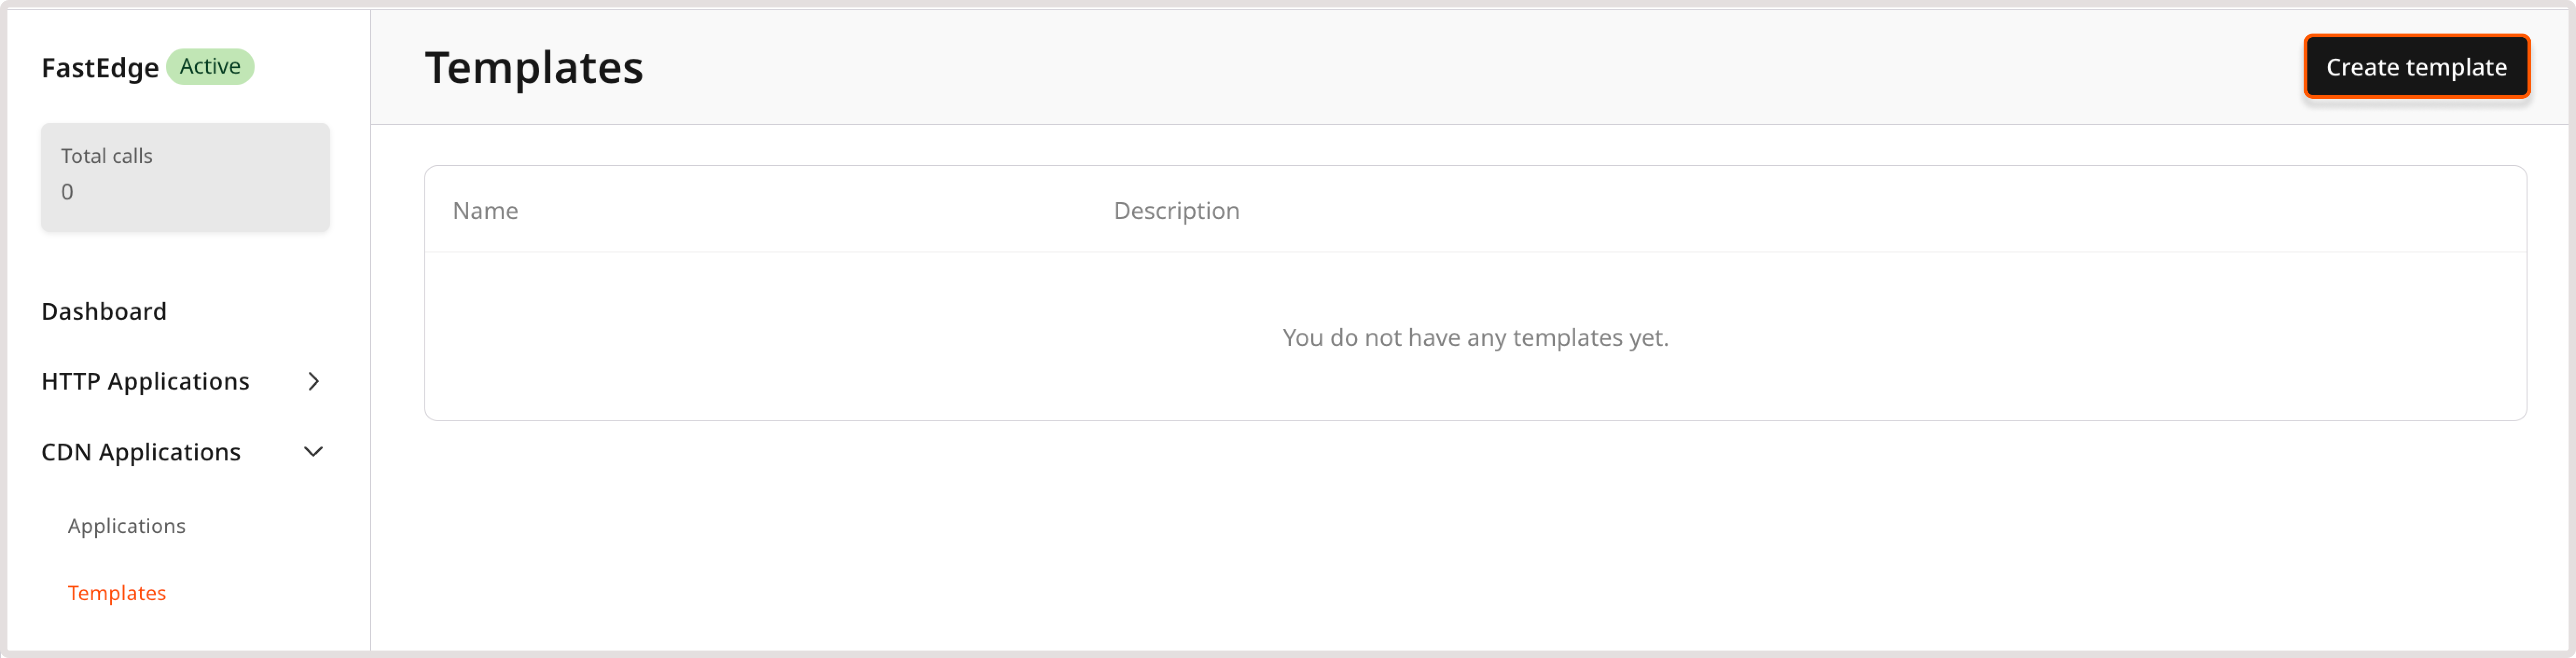 FastEdge Active
Total calls
0
Dashboard
HTTP Applications
CDN Applications
Applications
Templates
Templates
Create template
Name Description
You do not have any templates yet.